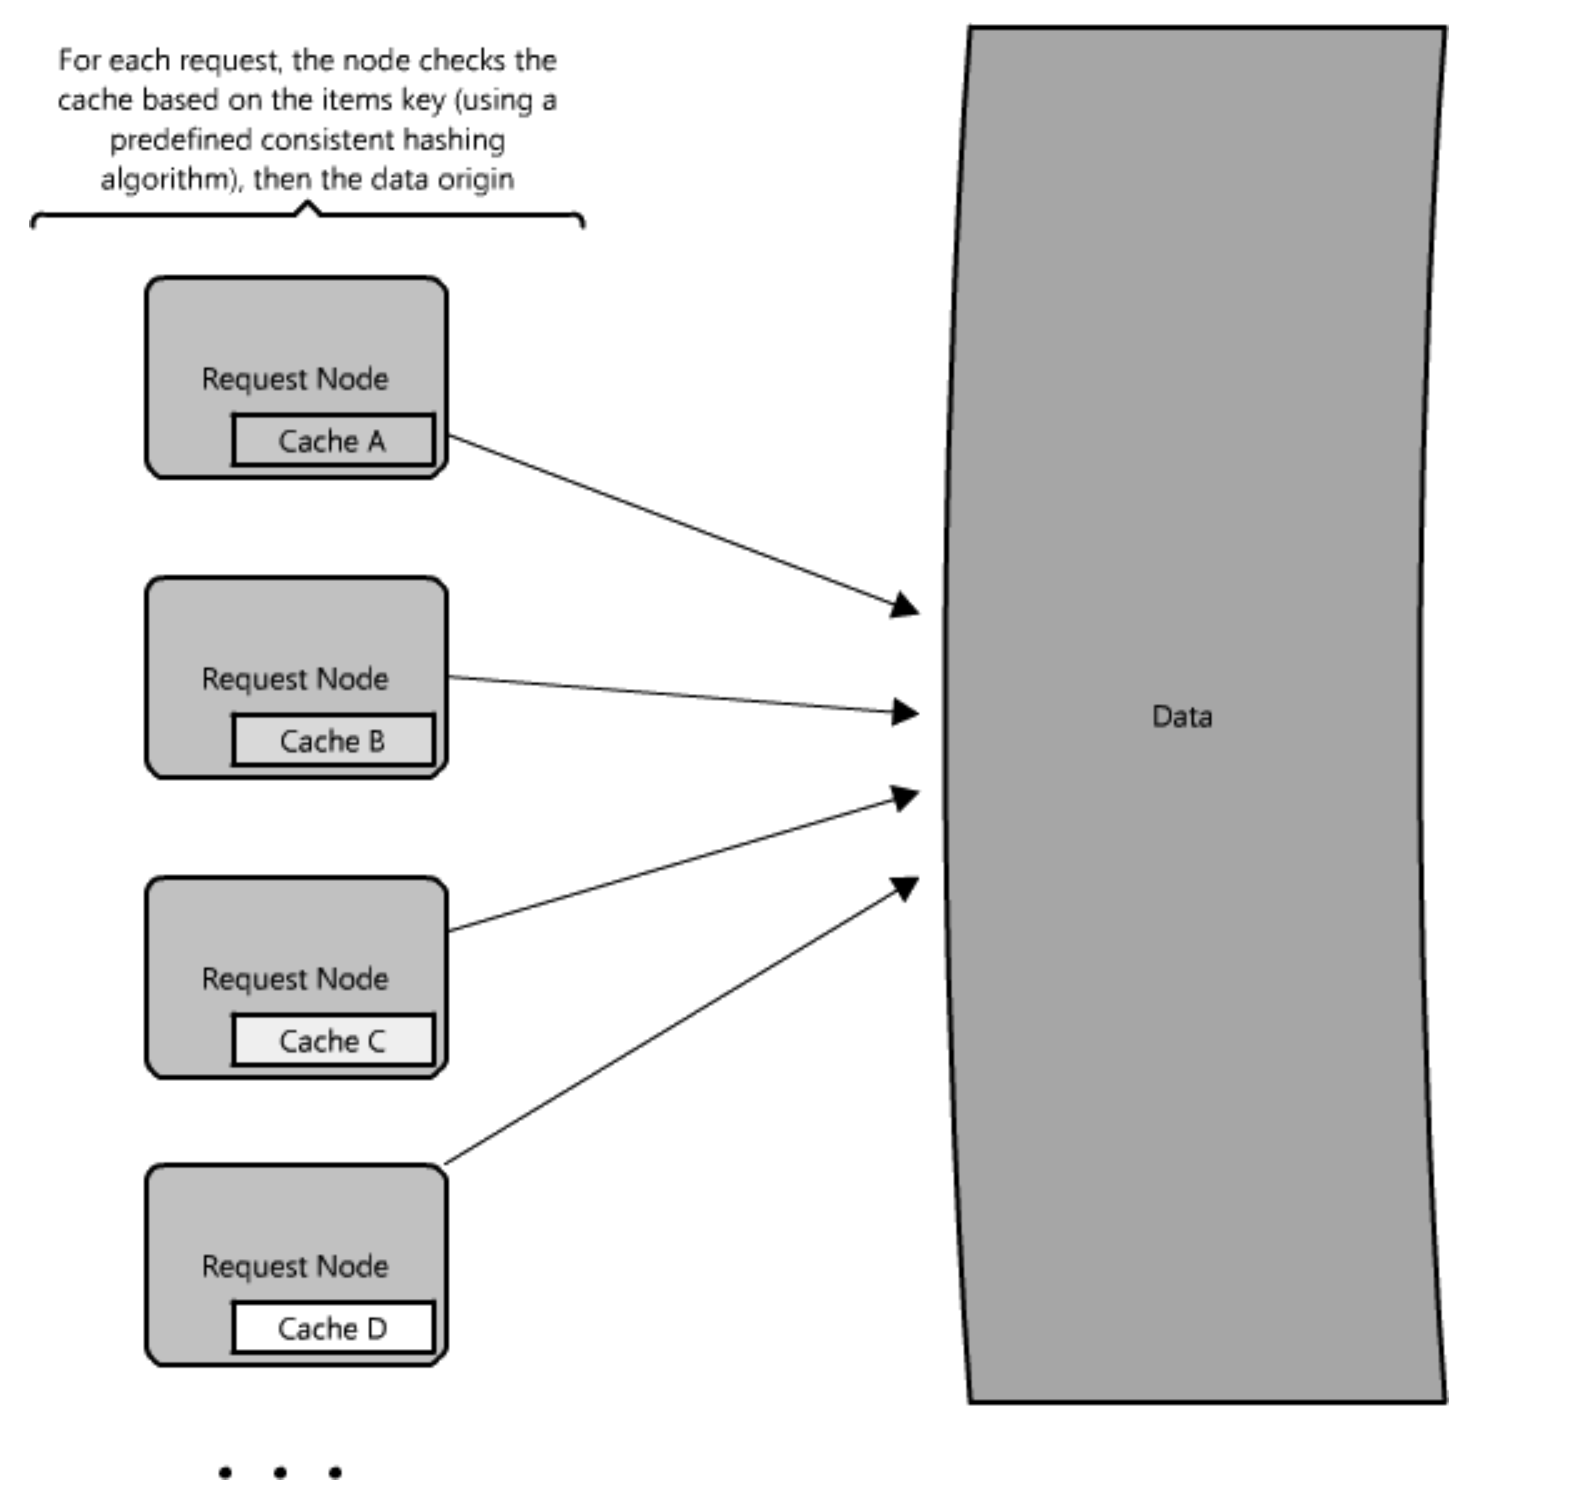 For each request, the node checks the
cache based on the items key (using a
predefined consistent hashing
algorithm), then the data origin
Request Node
Cache A
Request Node
Cache B
Data
Request Node
Cache C
Request Node
Cache D
. . .